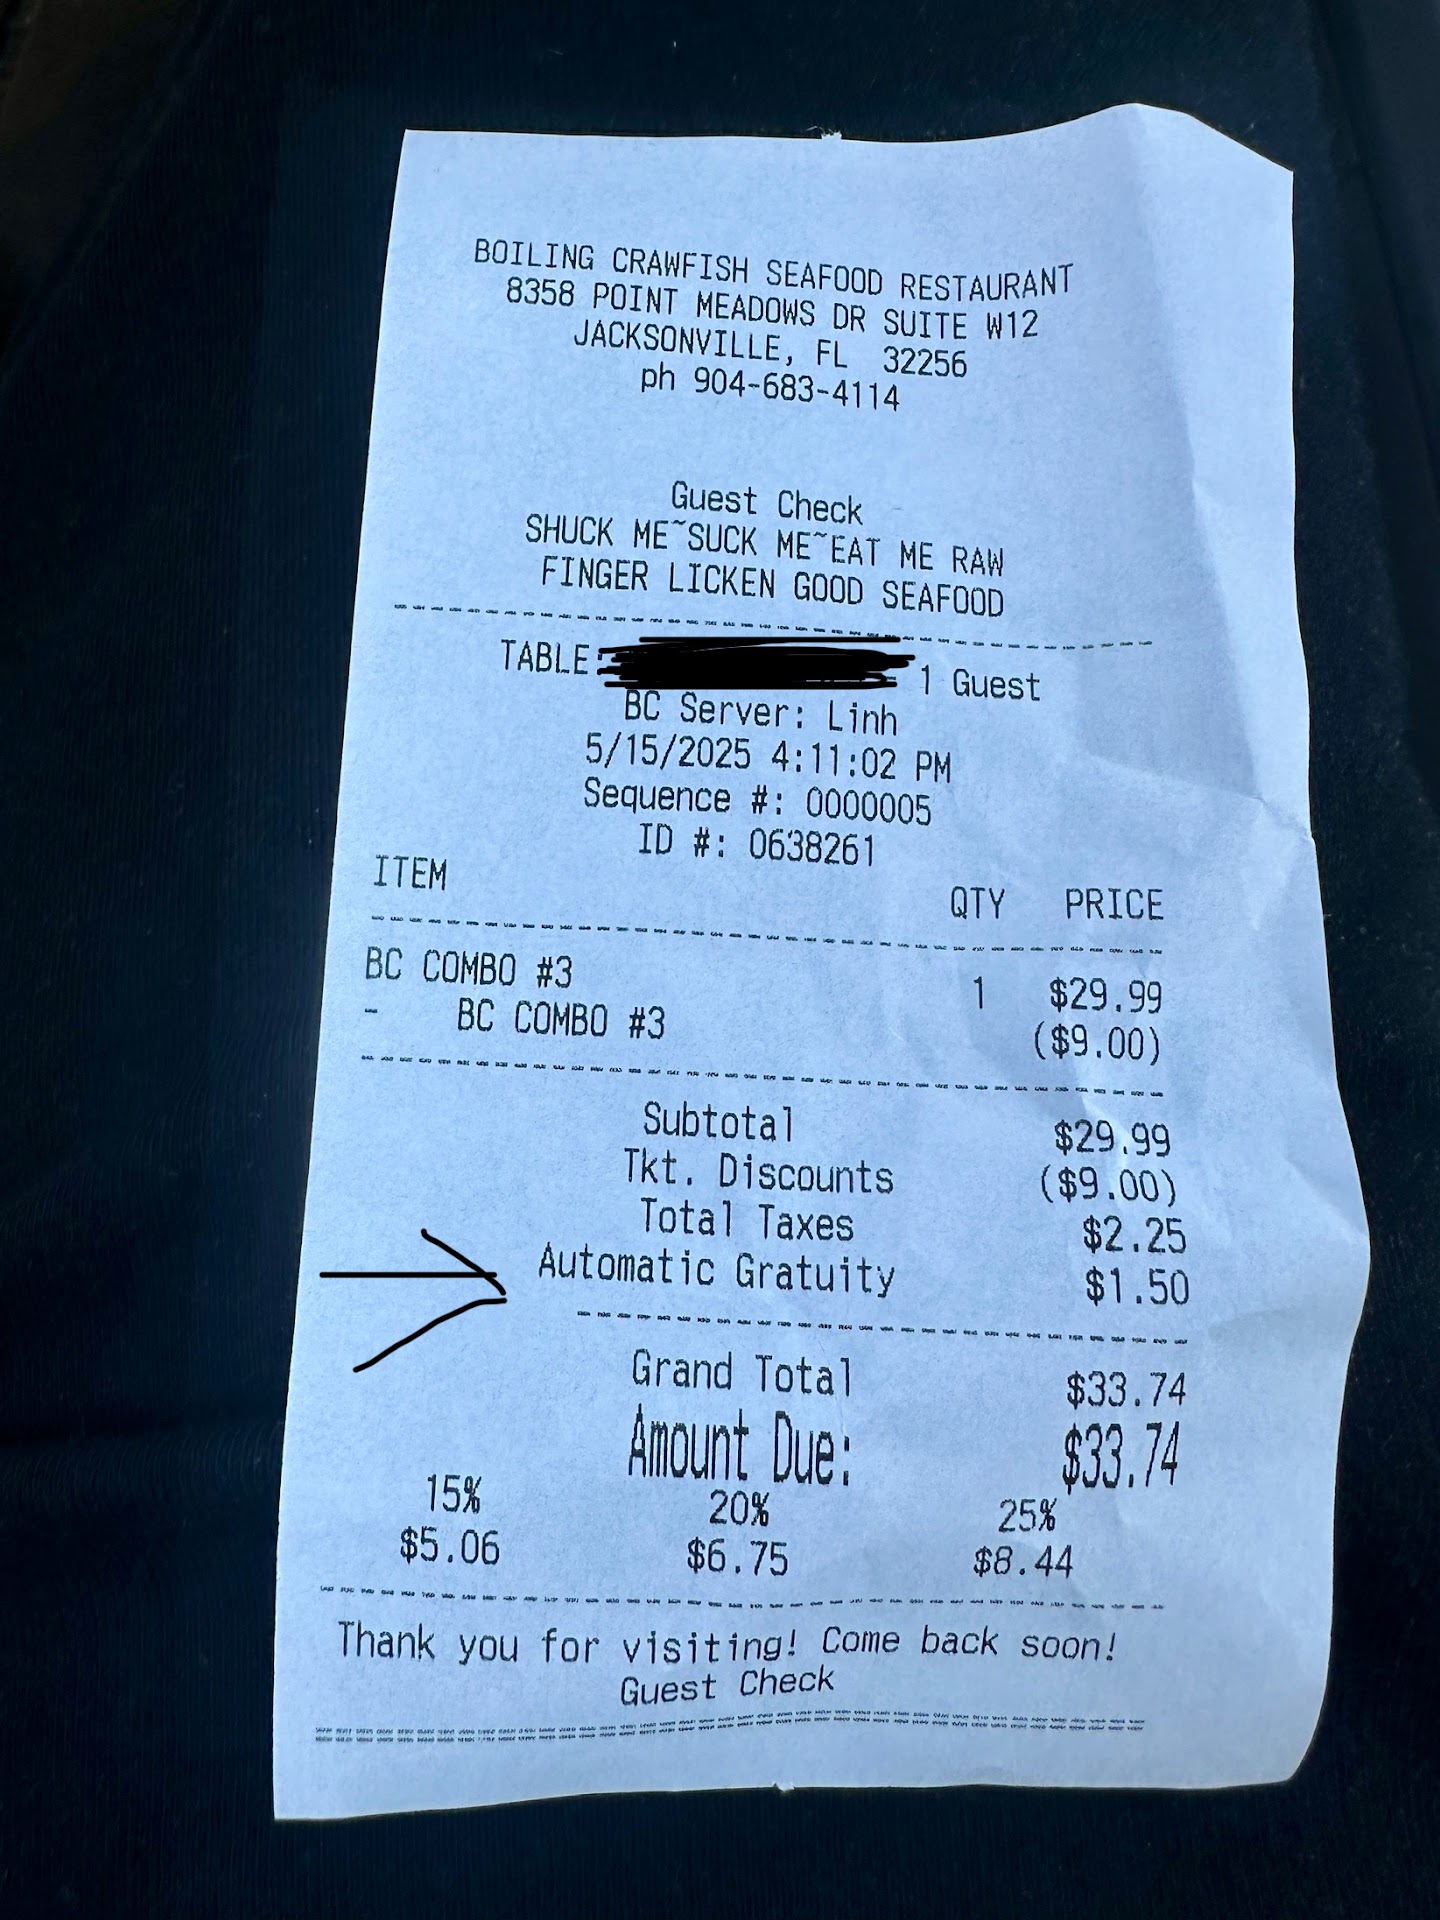 BOILING CRAWFISH SEAFOOD RESTAURANT
8358 POINT MEADOWS DR SUITE W12
JACKSONVILLE, FL 32256
ph 904-683-4114
Guest Check
SHUCK ME~SUCK ME~EAT ME RAW
FINGER LICKEN GOOD SEAFOOD
TABLE: 1 Guest
BC Server: Linh
5/15/2025 4:11:02 PM
Sequence #: 0000005
ID #: 0638261
ITEM QTY PRICE
BC COMBO #3 1 $29.99
- BC COMBO #3 ($9.00)
Subtotal $29.99
Tkt. Discounts ($9.00)
Total Taxes $2.25
Automatic Gratuity $1.50
Grand Total $33.74
Amount Due: $33.74
15% 20% 25%
$5.06 $6.75 $8.44
Thank you for visiting! Come back soon!
Guest Check